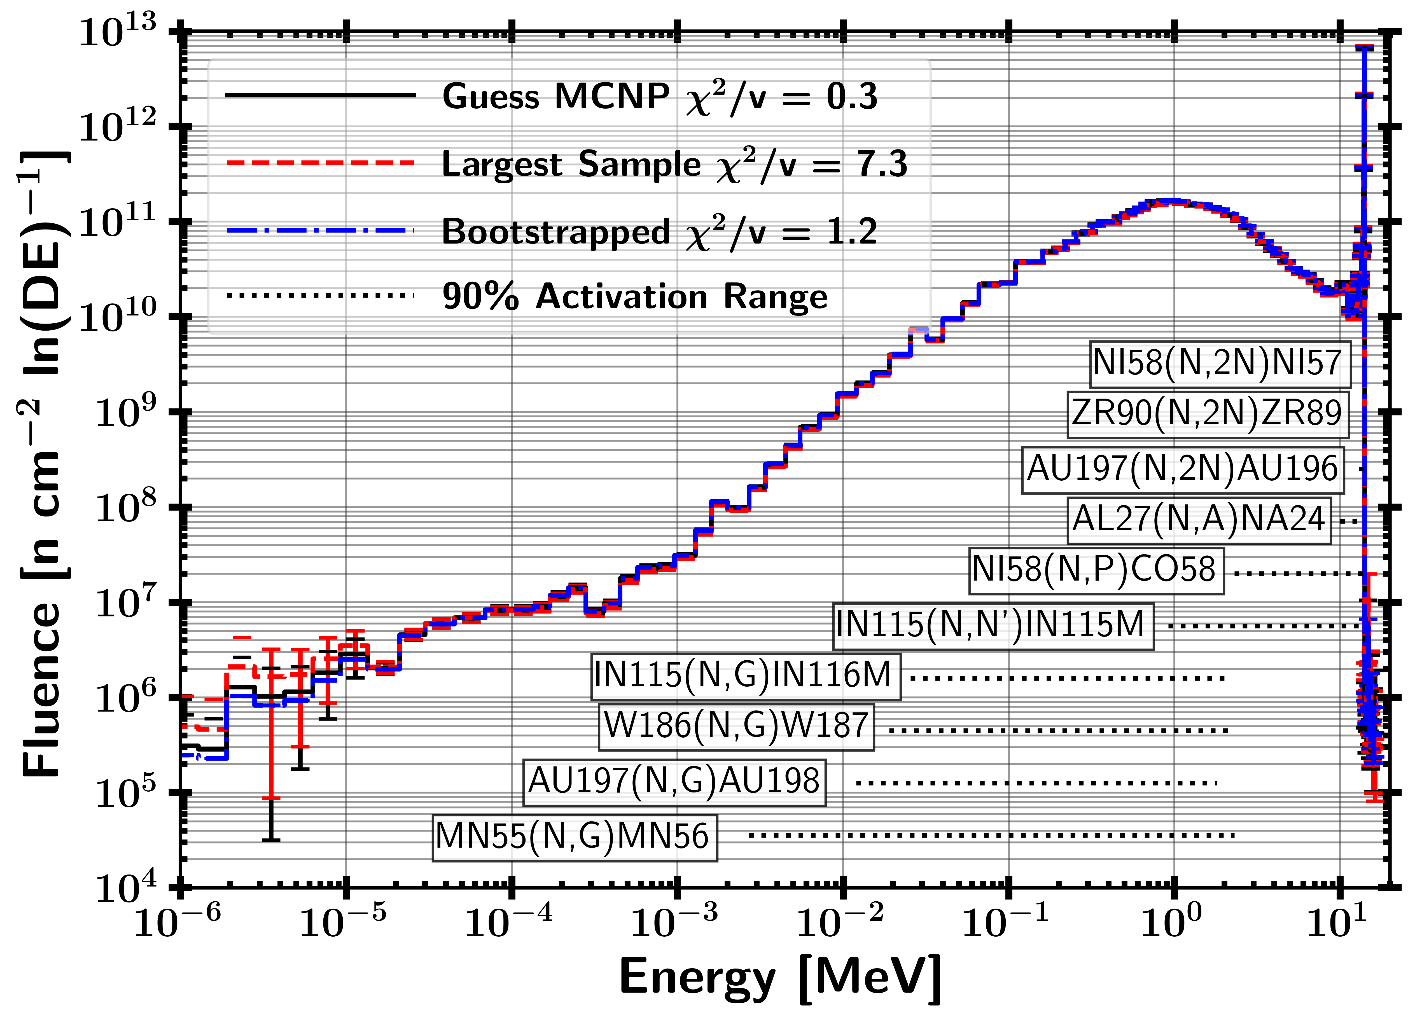 10^13
10^12
10^11
10^10
10^9
10^8
10^7
10^6
10^5
10^4
Fluence [n cm^−2 ln(DE)^−1]
Guess MCNP χ^2/v = 0.3
Largest Sample χ^2/v = 7.3
Bootstrapped χ^2/v = 1.2
90% Activation Range
NI58(N,2N)NI57
ZR90(N,2N)ZR89
AU197(N,2N)AU196
AL27(N,A)NA24
NI58(N,P)CO58
IN115(N,N')IN115M
IN115(N,G)IN116M
W186(N,G)W187
AU197(N,G)AU198
MN55(N,G)MN56
10^−6 10^−5 10^−4 10^−3 10^−2 10^−1 10^0 10^1
Energy [MeV]